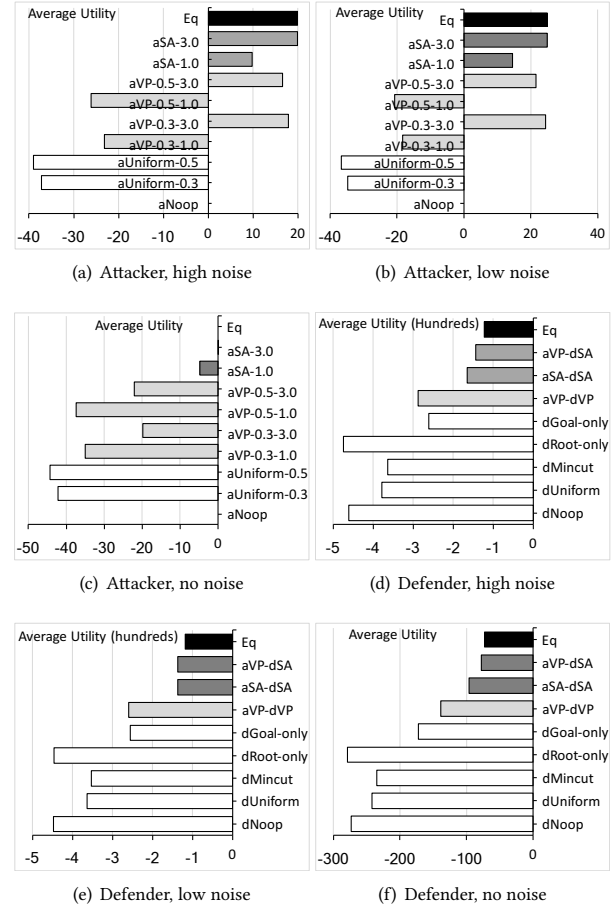 Average Utility
Eq
aSA-3.0
aSA-1.0
aVP-0.5-3.0
aVP-0.5-1.0
aVP-0.3-3.0
aVP-0.3-1.0
aUniform-0.5
aUniform-0.3
aNoop
-40 -30 -20 -10 0 10 20
(a) Attacker, high noise
Average Utility
Eq
aSA-3.0
aSA-1.0
aVP-0.5-3.0
aVP-0.5-1.0
aVP-0.3-3.0
aVP-0.3-1.0
aUniform-0.5
aUniform-0.3
aNoop
-40 -20 0 20 40
(b) Attacker, low noise
Average Utility
Eq
aSA-3.0
aSA-1.0
aVP-0.5-3.0
aVP-0.5-1.0
aVP-0.3-3.0
aVP-0.3-1.0
aUniform-0.5
aUniform-0.3
aNoop
-50 -40 -30 -20 -10 0
(c) Attacker, no noise
Average Utility (Hundreds)
Eq
aVP-dSA
aSA-dSA
aVP-dVP
dGoal-only
dRoot-only
dMincut
dUniform
dNoop
-5 -4 -3 -2 -1 0
(d) Defender, high noise
Average Utility (hundreds)
Eq
aVP-dSA
aSA-dSA
aVP-dVP
dGoal-only
dRoot-only
dMincut
dUniform
dNoop
-5 -4 -3 -2 -1 0
(e) Defender, low noise
Average Utility
Eq
aVP-dSA
aSA-dSA
aVP-dVP
dGoal-only
dRoot-only
dMincut
dUniform
dNoop
-300 -200 -100 0
(f) Defender, no noise